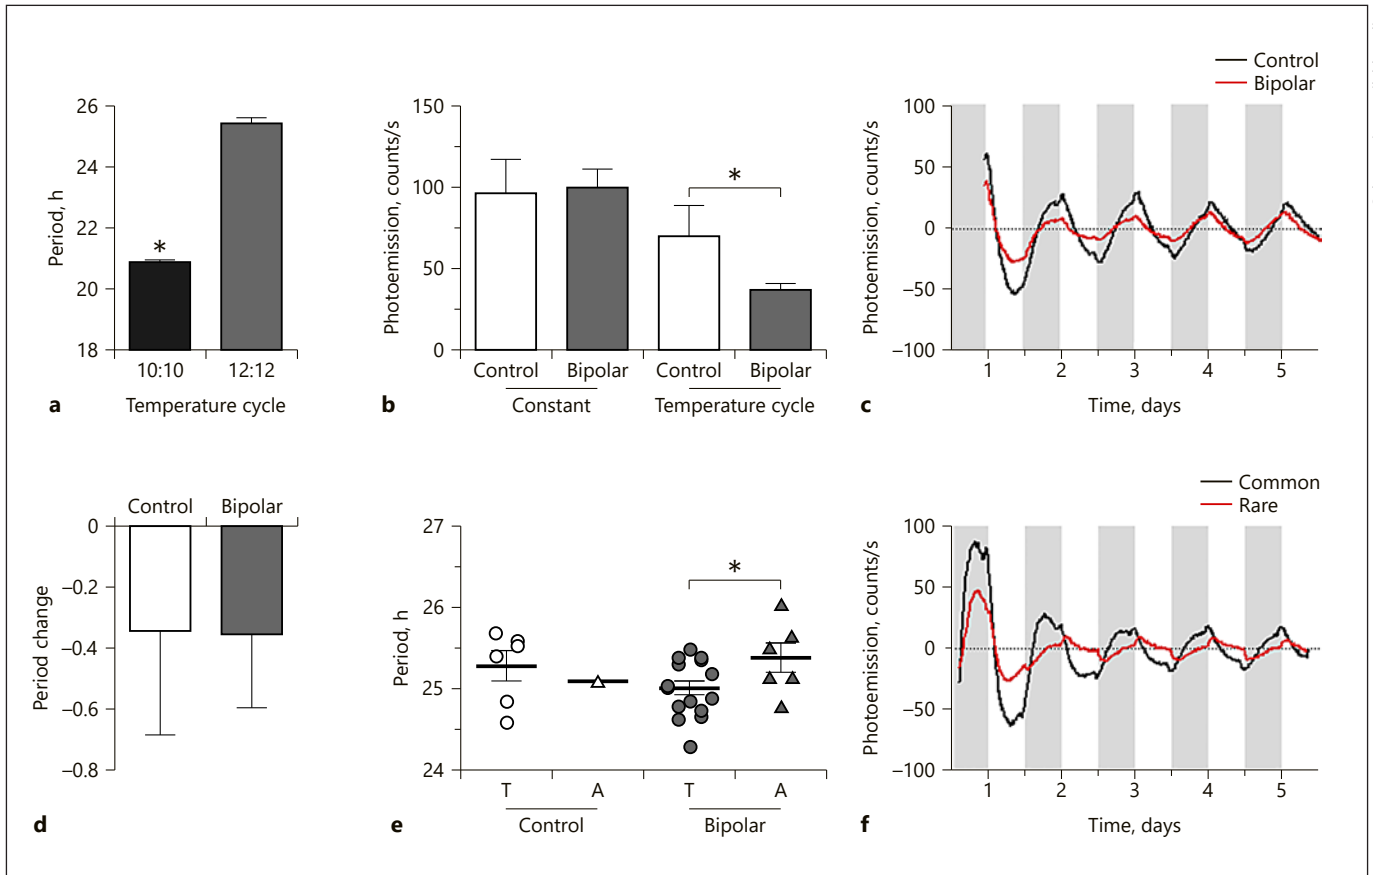 Control
Bipolar
26
24
22
20
18
Period, h
*
10:10
12:12
Temperature cycle
a
150
100
50
0
Photoemission, counts/s
*
Control
Bipolar
Control
Bipolar
Constant
Temperature cycle
b
100
50
0
−50
−100
Photoemission, counts/s
1
2
3
4
5
Time, days
c
Control
Bipolar
0
−0.2
−0.4
−0.6
−0.8
Period change
d
27
26
25
24
Period, h
*
T
A
T
A
Control
Bipolar
e
Common
Rare
100
50
0
−50
−100
Photoemission, counts/s
1
2
3
4
5
Time, days
f